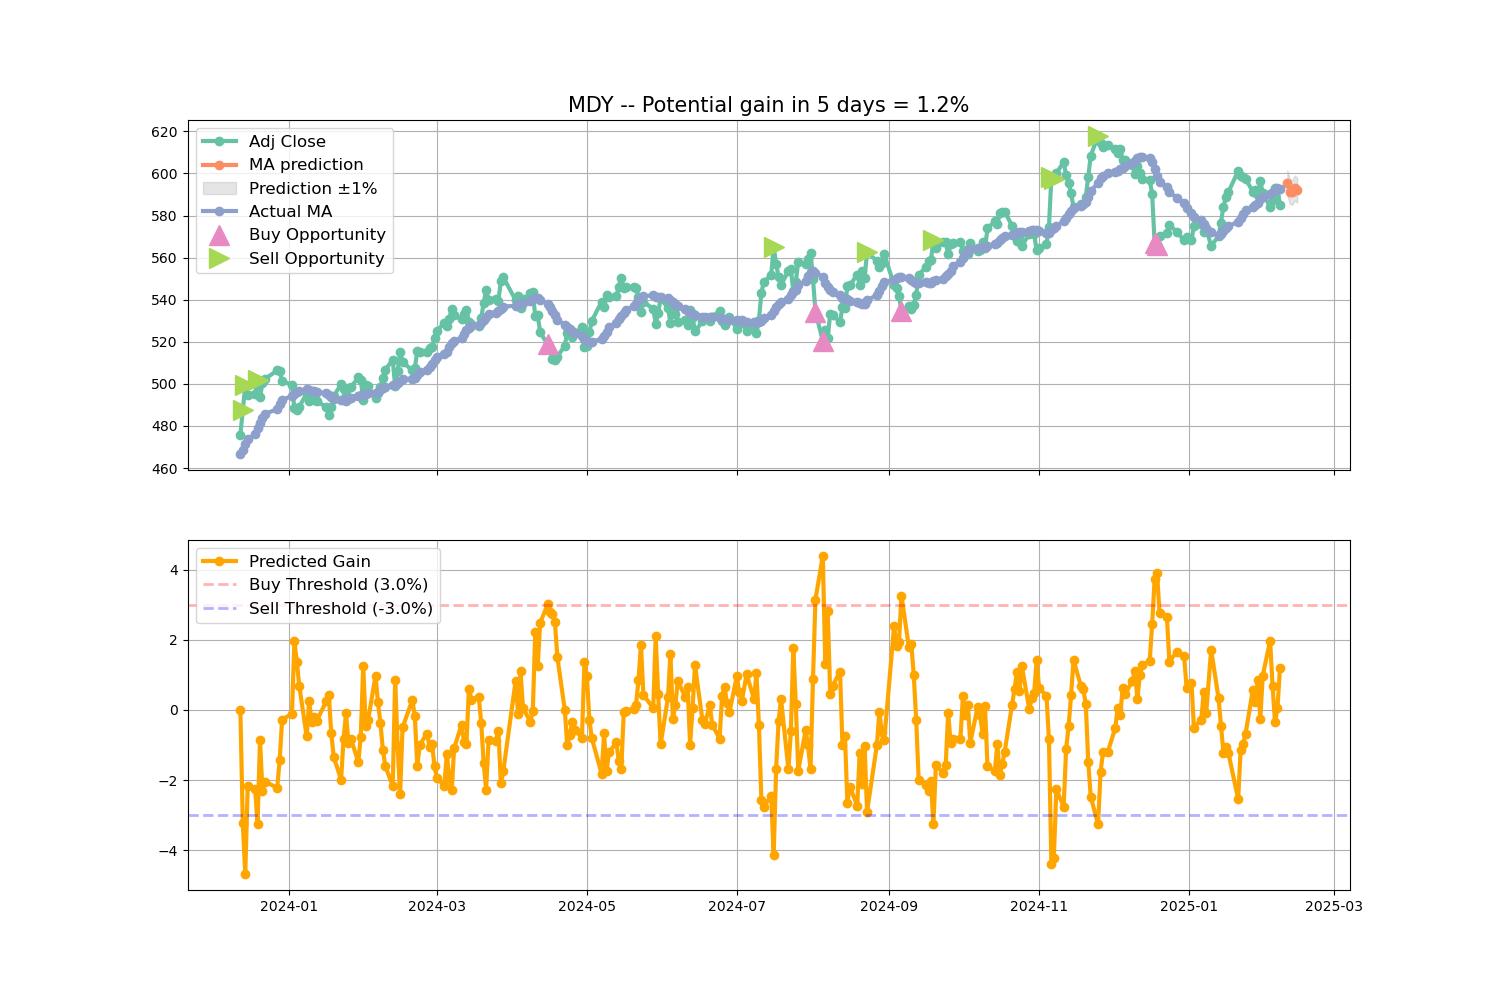 MDY -- Potential gain in 5 days = 1.2%
620
600
580
560
540
520
500
480
460
Adj Close
MA prediction
Prediction ±1%
Actual MA
Buy Opportunity
Sell Opportunity
4
2
0
−2
−4
Predicted Gain
Buy Threshold (3.0%)
Sell Threshold (-3.0%)
2024-01
2024-03
2024-05
2024-07
2024-09
2024-11
2025-01
2025-03